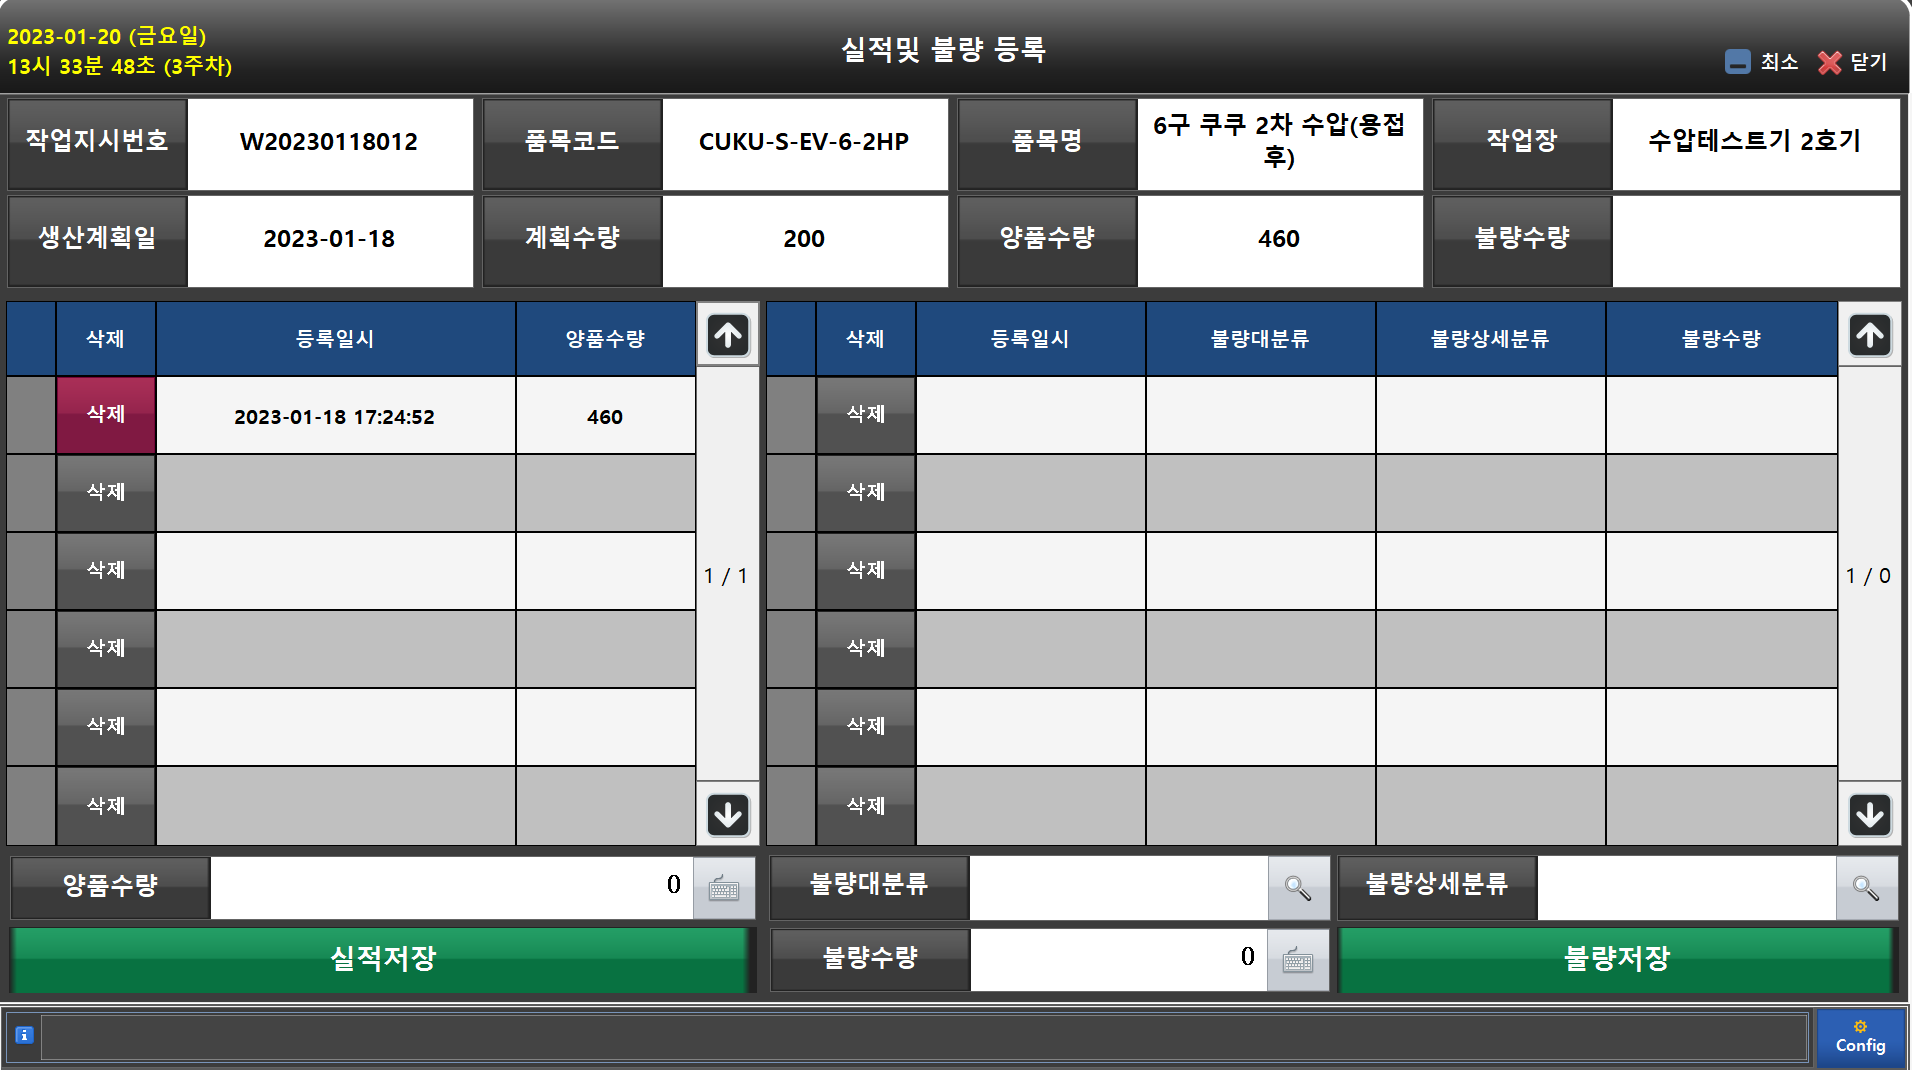 2023-01-20 (금요일)
13시 33분 48초 (3주차)
실적및 불량 등록
최소 닫기
작업지시번호 W20230118012 품목코드 CUKU-S-EV-6-2HP 품목명 6구 쿠쿠 2차 수압(용접
후) 작업장 수압테스트기 2호기
생산계획일 2023-01-18 계획수량 200 양품수량 460 불량수량
삭제 등록일시 양품수량 삭제 등록일시 불량대분류 불량상세분류 불량수량
삭제 2023-01-18 17:24:52 460 삭제
삭제 삭제
삭제 삭제
1 / 1 1 / 0
삭제 삭제
삭제 삭제
삭제 삭제
양품수량 0 불량대분류 불량상세분류
실적저장 불량수량 0 불량저장
Config